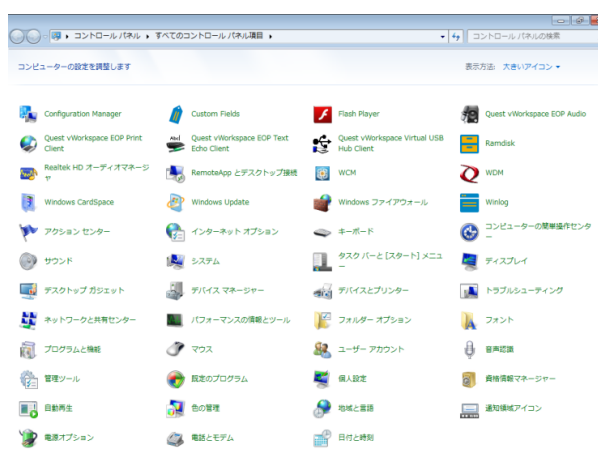 コントロール パネル ▸ すべてのコントロール パネル項目 ▸
コントロール パネルの検索
コンピューターの設定を調整します
表示方法: 大きいアイコン
Configuration Manager
Custom Fields
Flash Player
Quest vWorkspace EOP Audio
Quest vWorkspace EOP Print
Client
Quest vWorkspace EOP Text
Echo Client
Quest vWorkspace Virtual USB
Hub Client
Ramdisk
Realtek HD オーディオマネージ
ャ
RemoteApp とデスクトップ接続
WCM
WDM
Windows CardSpace
Windows Update
Windows ファイアウォール
Winlog
アクション センター
インターネット オプション
キーボード
コンピューターの簡単操作センタ
ー
サウンド
システム
タスク バーと [スタート] メニュ
ー
ディスプレイ
デスクトップ ガジェット
デバイス マネージャー
デバイスとプリンター
トラブルシューティング
ネットワークと共有センター
パフォーマンスの情報とツール
フォルダー オプション
フォント
プログラムと機能
マウス
ユーザー アカウント
音声認識
管理ツール
既定のプログラム
個人設定
資格情報マネージャー
自動再生
色の管理
地域と言語
通知領域アイコン
電源オプション
電話とモデム
日付と時刻